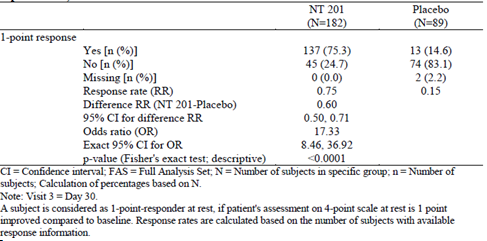 NT 201 Placebo
(N=182) (N=89)
1-point response
Yes [n (%)] 137 (75.3) 13 (14.6)
No [n (%)] 45 (24.7) 74 (83.1)
Missing [n (%)] 0 (0.0) 2 (2.2)
Response rate (RR) 0.75 0.15
Difference RR (NT 201-Placebo) 0.60
95% CI for difference RR 0.50, 0.71
Odds ratio (OR) 17.33
Exact 95% CI for OR 8.46, 36.92
p-value (Fisher's exact test; descriptive) <0.0001
CI = Confidence interval; FAS = Full Analysis Set; N = Number of subjects in specific group; n = Number of
subjects; Calculation of percentages based on N.
Note: Visit 3 = Day 30.
A subject is considered as 1-point-responder at rest, if patient's assessment on 4-point scale at rest is 1 point
improved compared to baseline. Response rates are calculated based on the number of subjects with available
response information.